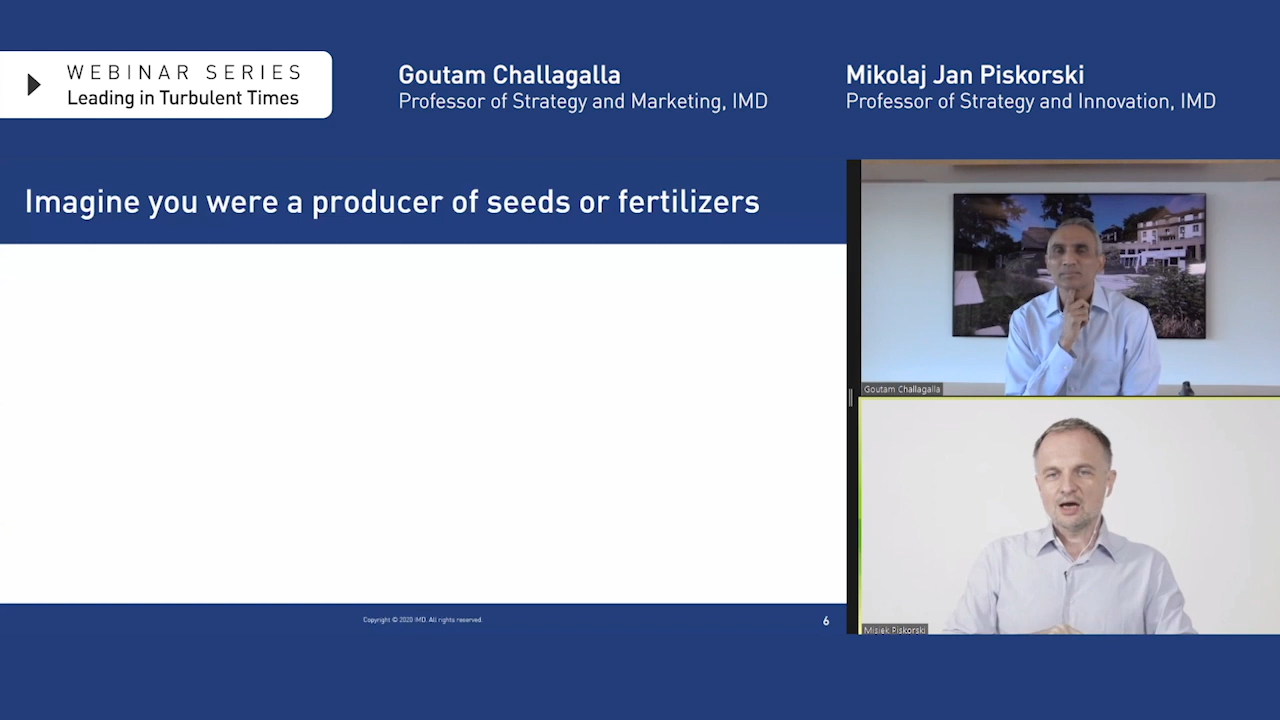 WEBINAR SERIES
Leading in Turbulent Times
Goutam Challagalla
Professor of Strategy and Marketing, IMD
Mikolaj Jan Piskorski
Professor of Strategy and Innovation, IMD
Imagine you were a producer of seeds or fertilizers
Goutam Challagalla
Misiek Piskorski
Copyright © 2020 IMD. All rights reserved.
6